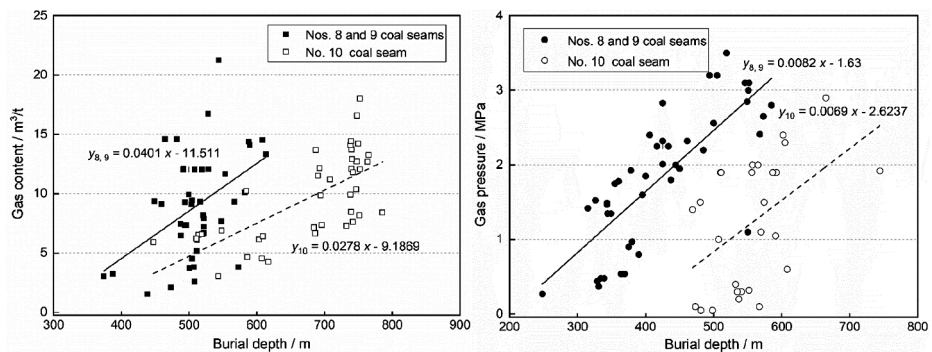 25
20
15
10
5
0
Gas content / m³/t
Nos. 8 and 9 coal seams
No. 10 coal seam
y8, 9 = 0.0401 x - 11.511
y10 = 0.0278 x - 9.1869
300 400 500 600 700 800 900
Burial depth / m
4
3
2
1
0
Gas pressure / MPa
Nos. 8 and 9 coal seams
No. 10 coal seam
y8, 9 = 0.0082 x - 1.63
y10 = 0.0069 x - 2.6237
200 300 400 500 600 700 800
Burial depth / m